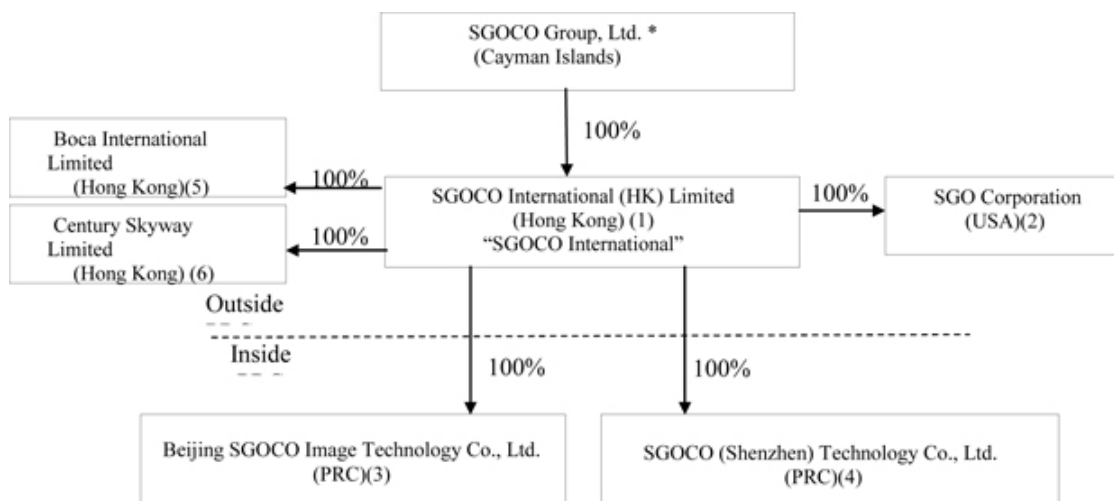 SGOCO Group, Ltd. *
(Cayman Islands)
100%
Boca International
Limited
(Hong Kong)(5)
100%
SGOCO International (HK) Limited
(Hong Kong) (1)
“SGOCO International”
100%
SGO Corporation
(USA)(2)
Century Skyway
Limited
(Hong Kong) (6)
100%
Outside
Inside
100%
100%
Beijing SGOCO Image Technology Co., Ltd.
(PRC)(3)
SGOCO (Shenzhen) Technology Co., Ltd.
(PRC)(4)